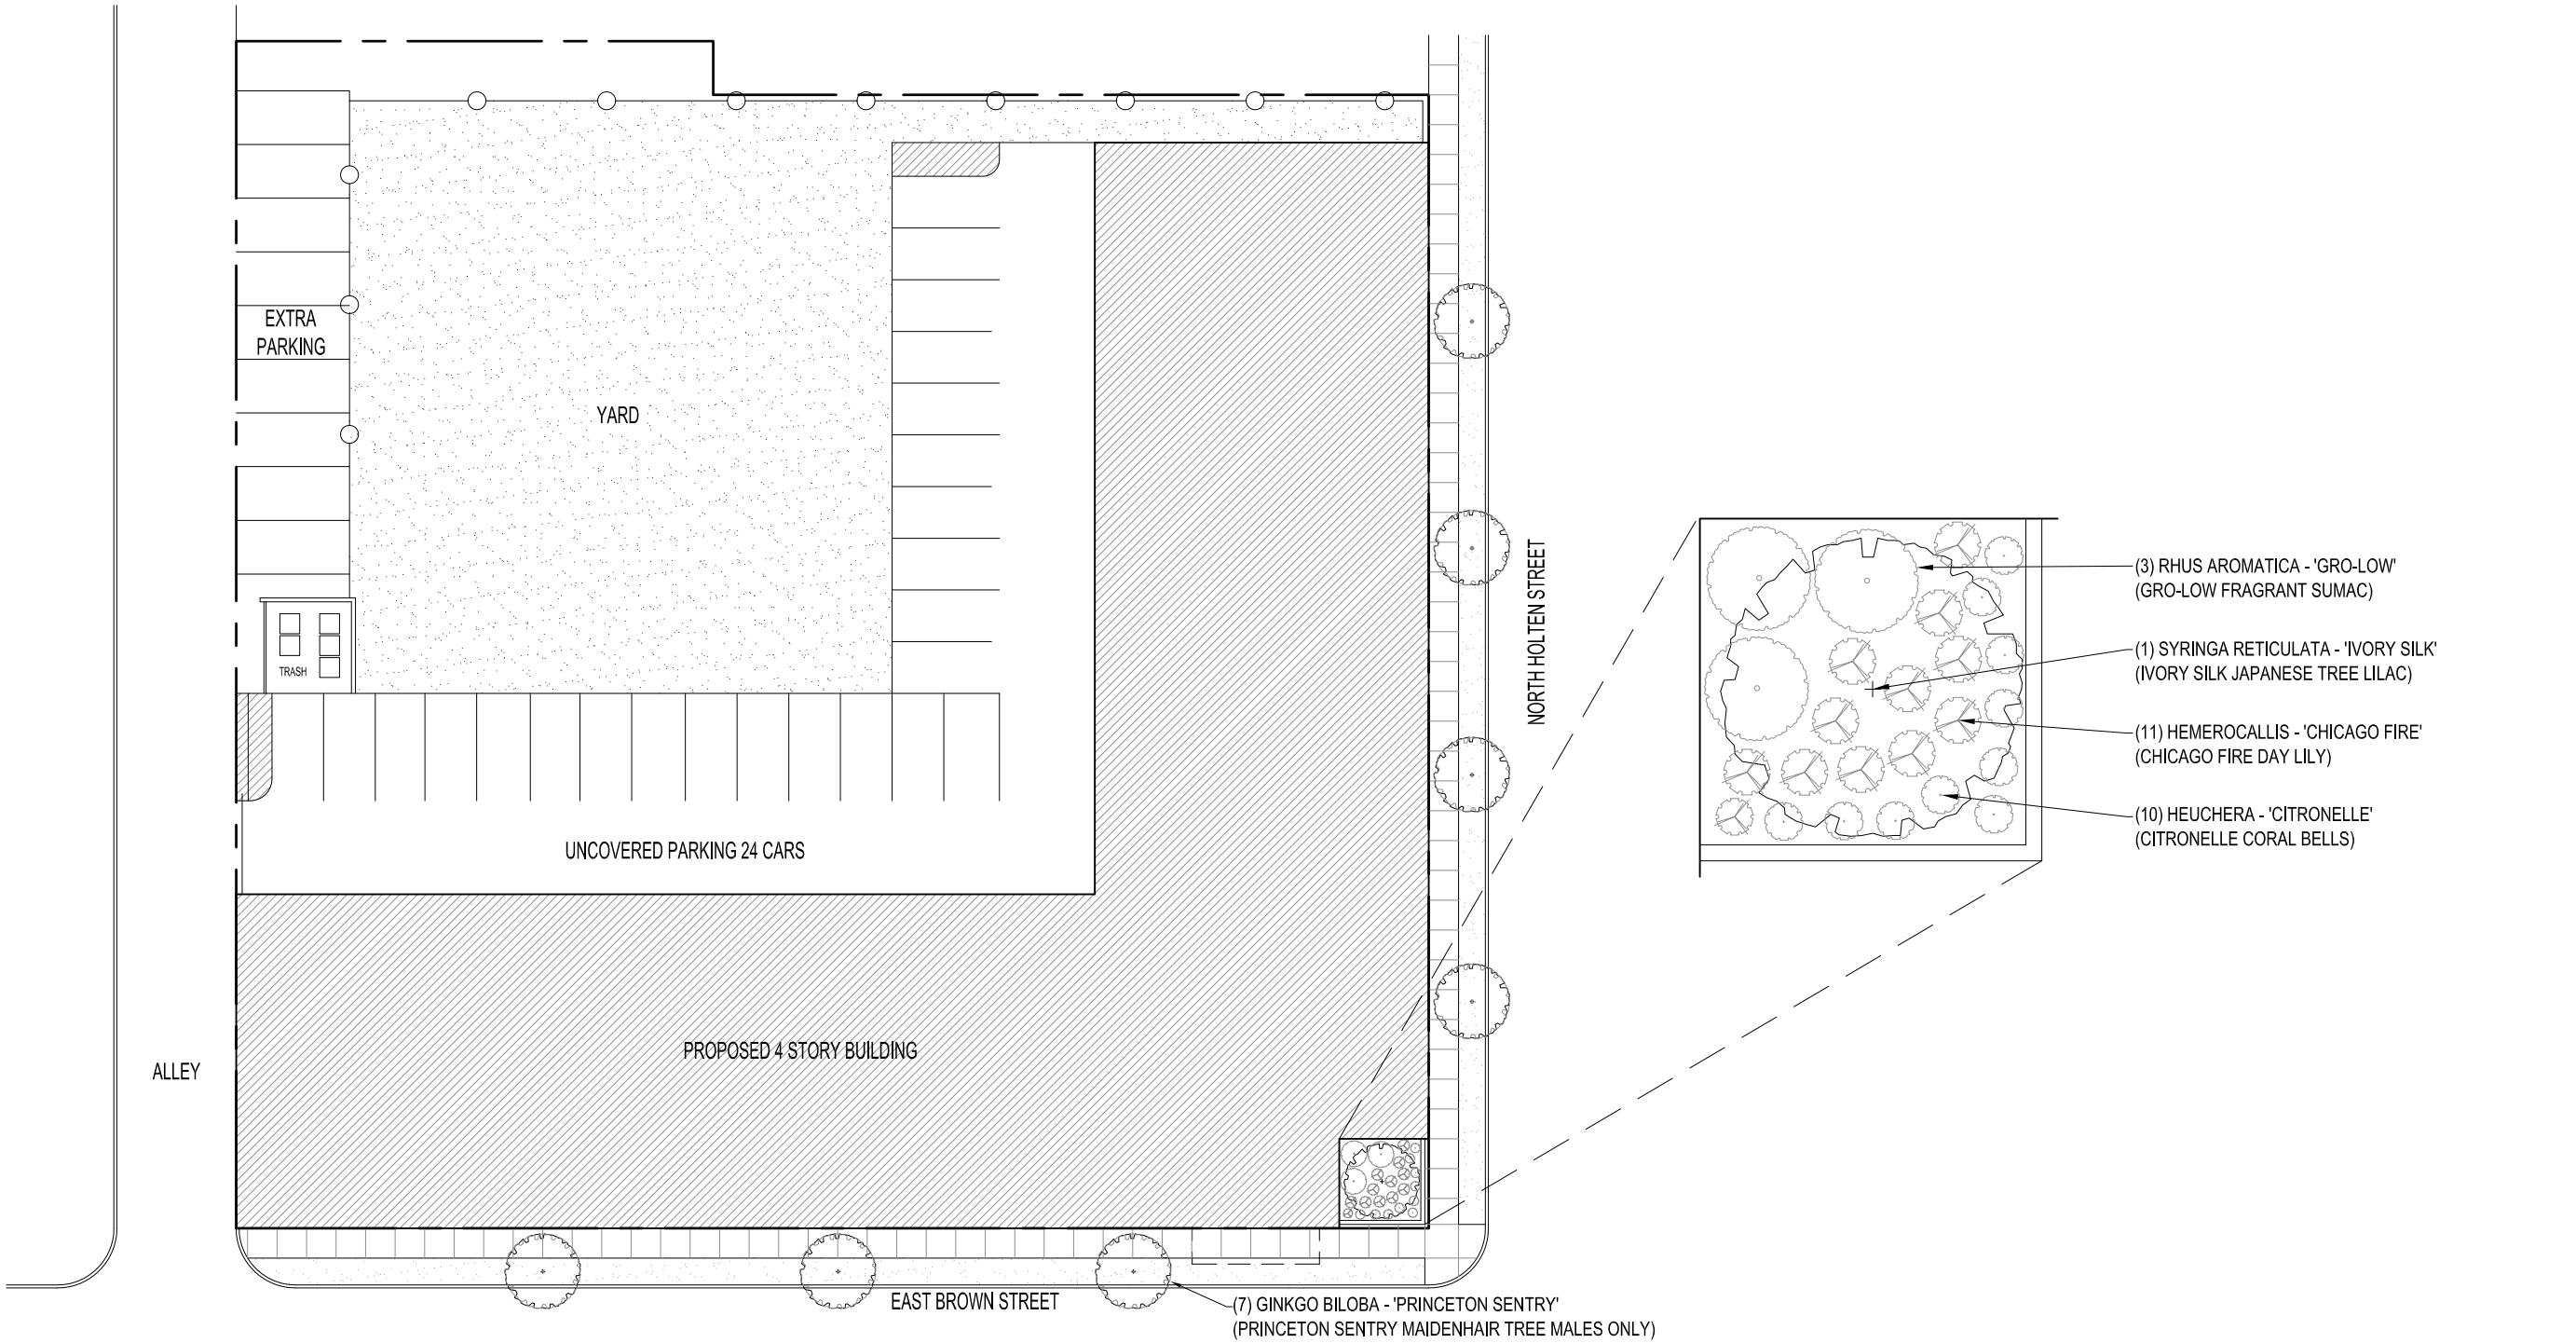 EXTRA
PARKING
YARD
TRASH
UNCOVERED PARKING 24 CARS
PROPOSED 4 STORY BUILDING
ALLEY
NORTH HOLTEN STREET
EAST BROWN STREET
(3) RHUS AROMATICA - 'GRO-LOW'
(GRO-LOW FRAGRANT SUMAC)
(1) SYRINGA RETICULATA - 'IVORY SILK'
(IVORY SILK JAPANESE TREE LILAC)
(11) HEMEROCALLIS - 'CHICAGO FIRE'
(CHICAGO FIRE DAY LILY)
(10) HEUCHERA - 'CITRONELLE'
(CITRONELLE CORAL BELLS)
(7) GINKGO BILOBA - 'PRINCETON SENTRY'
(PRINCETON SENTRY MAIDENHAIR TREE MALES ONLY)